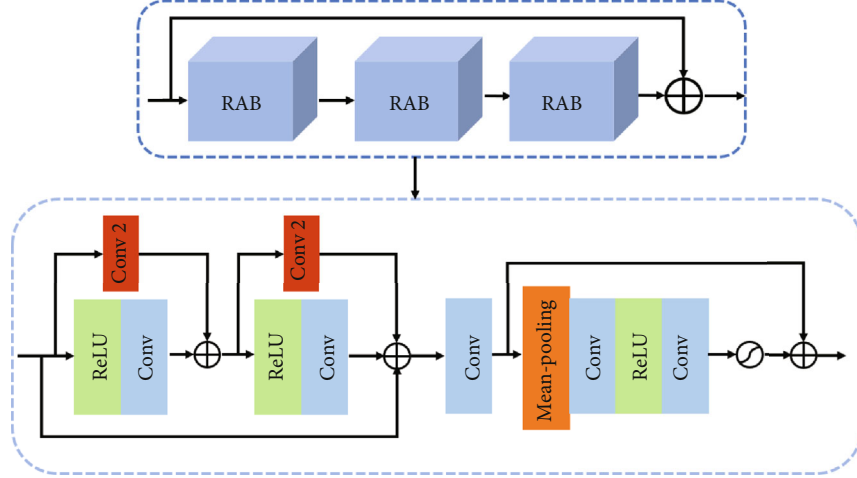 RAB
RAB
RAB
Conv 2
Conv 2
ReLU
Conv
ReLU
Conv
Conv
Mean-pooling
Conv
ReLU
Conv